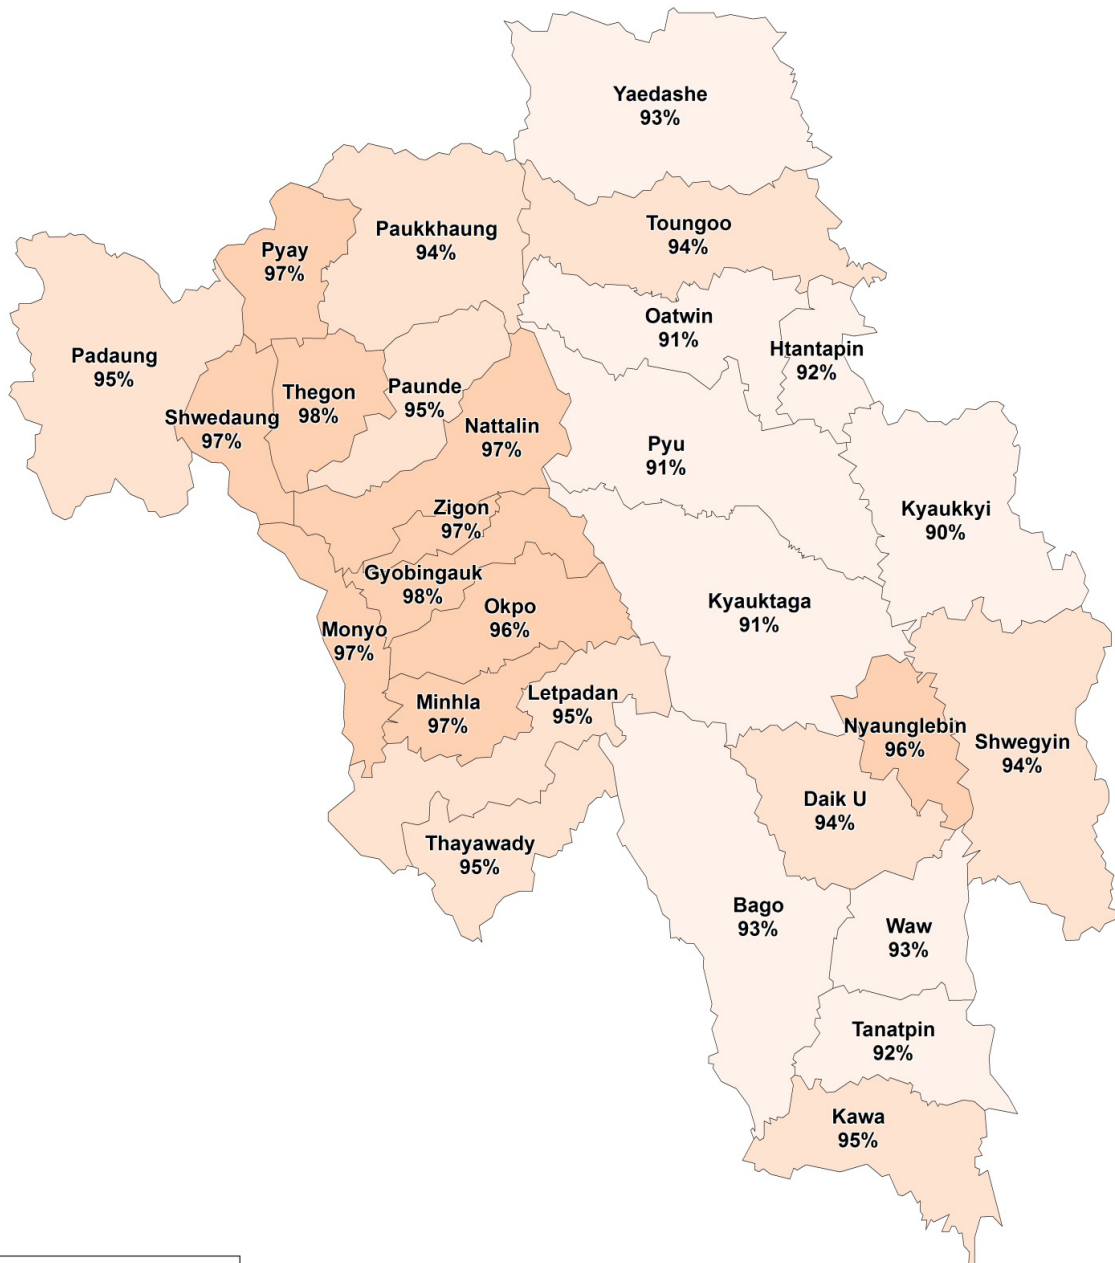 Yaedashe
93%
Paukkhaung
94%
Toungoo
94%
Pyay
97%
Oatwin
91%
Htantapin
92%
Padaung
95%
Thegon
98%
Paunde
95%
Shwedaung
97%
Nattalin
97%
Pyu
91%
Zigon
97%
Kyaukkyi
90%
Gyobingauk
98%
Okpo
96%
Kyauktaga
91%
Monyo
97%
Minhla
97%
Letpadan
95%
Nyaunglebin
96%
Shwegyin
94%
Daik U
94%
Thayawady
95%
Bago
93%
Waw
93%
Tanatpin
92%
Kawa
95%